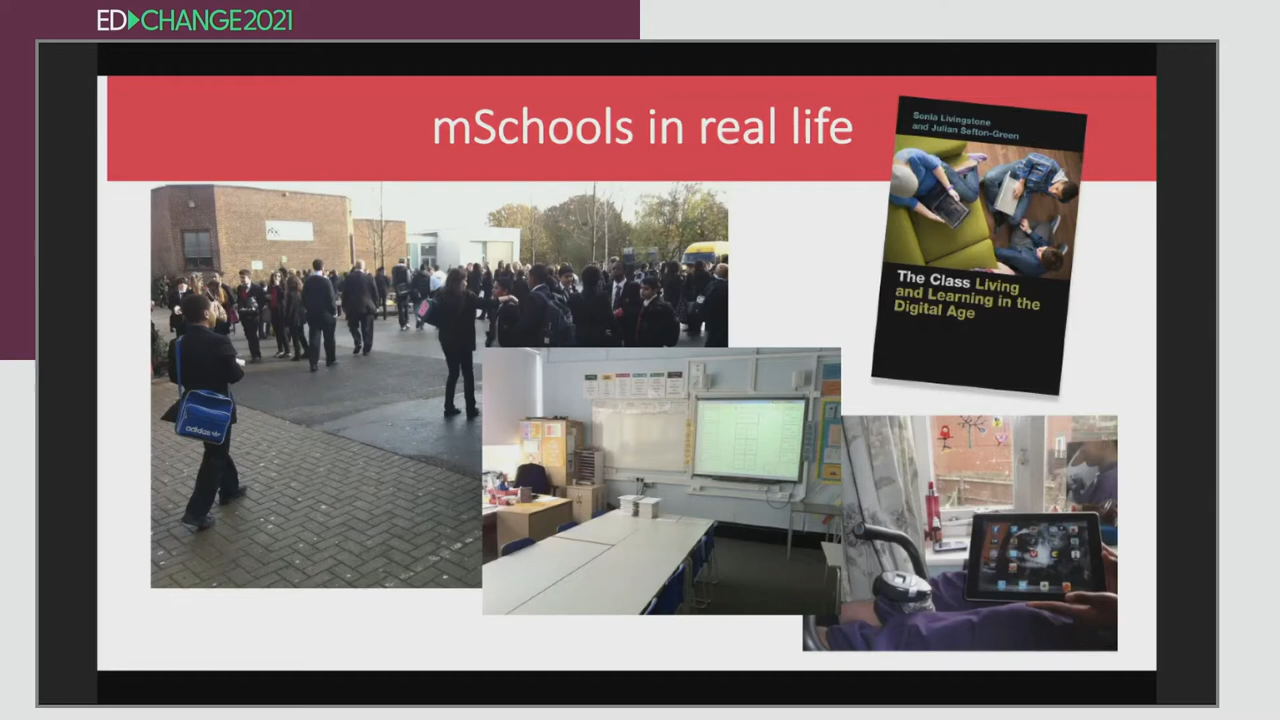 ED CHANGE2021
mSchools in real life
Sonia Livingstone
and Julian Sefton-Green
The Class Living
and Learning in the
Digital Age
adidas